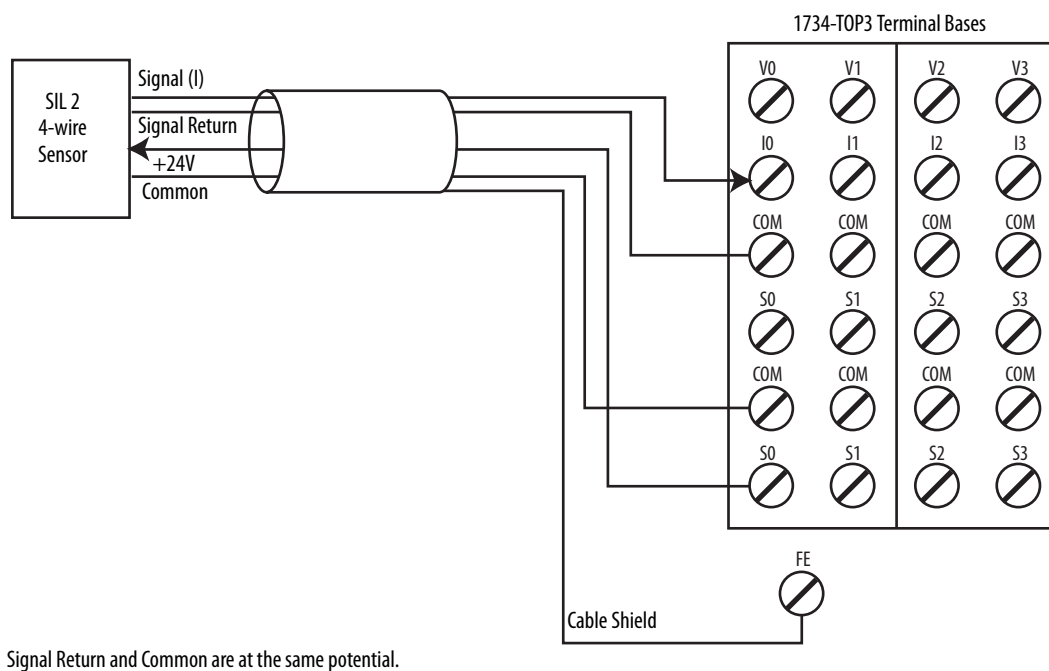 1734-TOP3 Terminal Bases
SIL 2
4-wire
Sensor
Signal (I)
Signal Return
+24V
Common
V0 V1 V2 V3
I0 I1 I2 I3
COM COM COM COM
S0 S1 S2 S3
COM COM COM COM
S0 S1 S2 S3
FE
Cable Shield
Signal Return and Common are at the same potential.